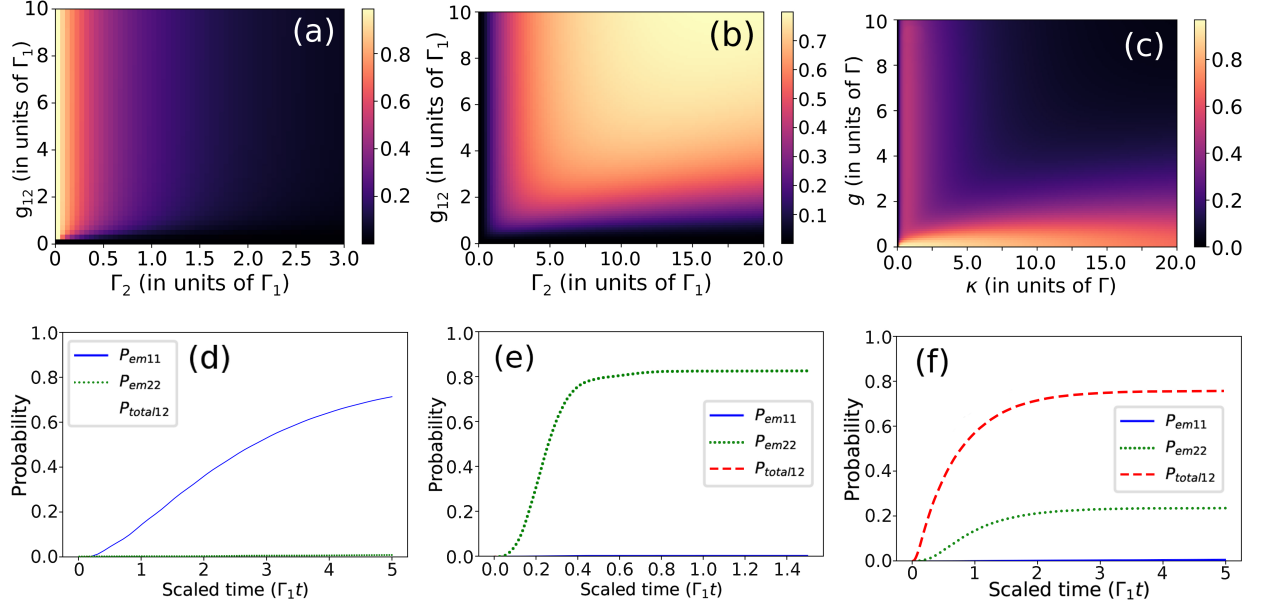 (a)
g12 (in units of Γ1)
10
8
6
4
2
0
0.0 0.5 1.0 1.5 2.0 2.5 3.0
Γ2 (in units of Γ1)
0.8
0.6
0.4
0.2
(b)
g12 (in units of Γ1)
10
8
6
4
2
0
0.0 5.0 10.0 15.0 20.0
Γ2 (in units of Γ1)
0.7
0.6
0.5
0.4
0.3
0.2
0.1
(c)
g (in units of Γ)
10
8
6
4
2
0
0.0 5.0 10.0 15.0 20.0
κ (in units of Γ)
0.8
0.6
0.4
0.2
0.0
(d)
Probability
1.0
0.8
0.6
0.4
0.2
0.0
0 1 2 3 4 5
Scaled time (Γ1t)
Pem11
Pem22
Ptotal12
(e)
Probability
1.0
0.8
0.6
0.4
0.2
0.0
0.0 0.2 0.4 0.6 0.8 1.0 1.2 1.4
Scaled time (Γ1t)
Pem11
Pem22
Ptotal12
(f)
Probability
1.0
0.8
0.6
0.4
0.2
0.0
0 1 2 3 4 5
Scaled time (Γ1t)
Pem11
Pem22
Ptotal12